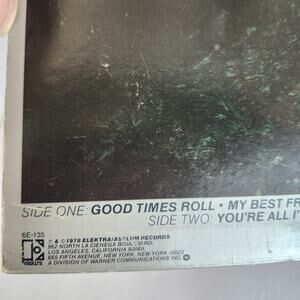 SIDE ONE: GOOD TIMES ROLL • MY BEST FR
SIDE TWO: YOU'RE ALL I'
6E-135
℗ & © 1978 ELEKTRA/ASYLUM RECORDS
962 NORTH LA CIENEGA BOULEVARD,
LOS ANGELES, CALIFORNIA 90069.
665 FIFTH AVENUE, NEW YORK, NEW YORK 10022
A DIVISION OF WARNER COMMUNICATIONS INC.